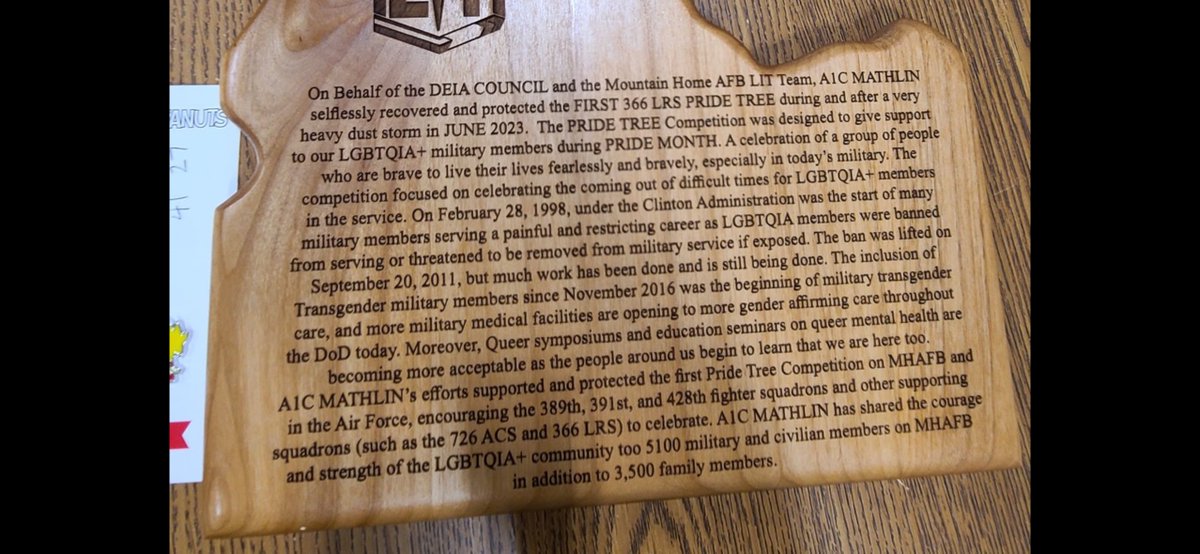 EANUTS
On Behalf of the DEIA COUNCIL and the Mountain Home AFB LIT Team, A1C MATHLIN
selflessly recovered and protected the FIRST 366 LRS PRIDE TREE during and after a very
heavy dust storm in JUNE 2023. The PRIDE TREE Competition was designed to give support
to our LGBTQIA+ military members during PRIDE MONTH. A celebration of a group of people
who are brave to live their lives fearlessly and bravely, especially in today's military. The
competition focused on celebrating the coming out of difficult times for LGBTQIA+ members
in the service. On February 28, 1998, under the Clinton Administration was the start of many
military members serving a painful and restricting career as LGBTQIA members were banned
from serving or threatened to be removed from military service if exposed. The ban was lifted on
September 20, 2011, but much work has been done and is still being done. The inclusion of
Transgender military members since November 2016 was the beginning of military transgender
care, and more military medical facilities are opening to more gender affirming care throughout
the DoD today. Moreover, Queer symposiums and education seminars on queer mental health are
becoming more acceptable as the people around us begin to learn that we are here too.
A1C MATHLIN's efforts supported and protected the first Pride Tree Competition on MHAFB and
in the Air Force, encouraging the 389th, 391st, and 428th fighter squadrons and other supporting
squadrons (such as the 726 ACS and 366 LRS) to celebrate. A1C MATHLIN has shared the courage
and strength of the LGBTQIA+ community too 5100 military and civilian members on MHAFB
in addition to 3,500 family members.